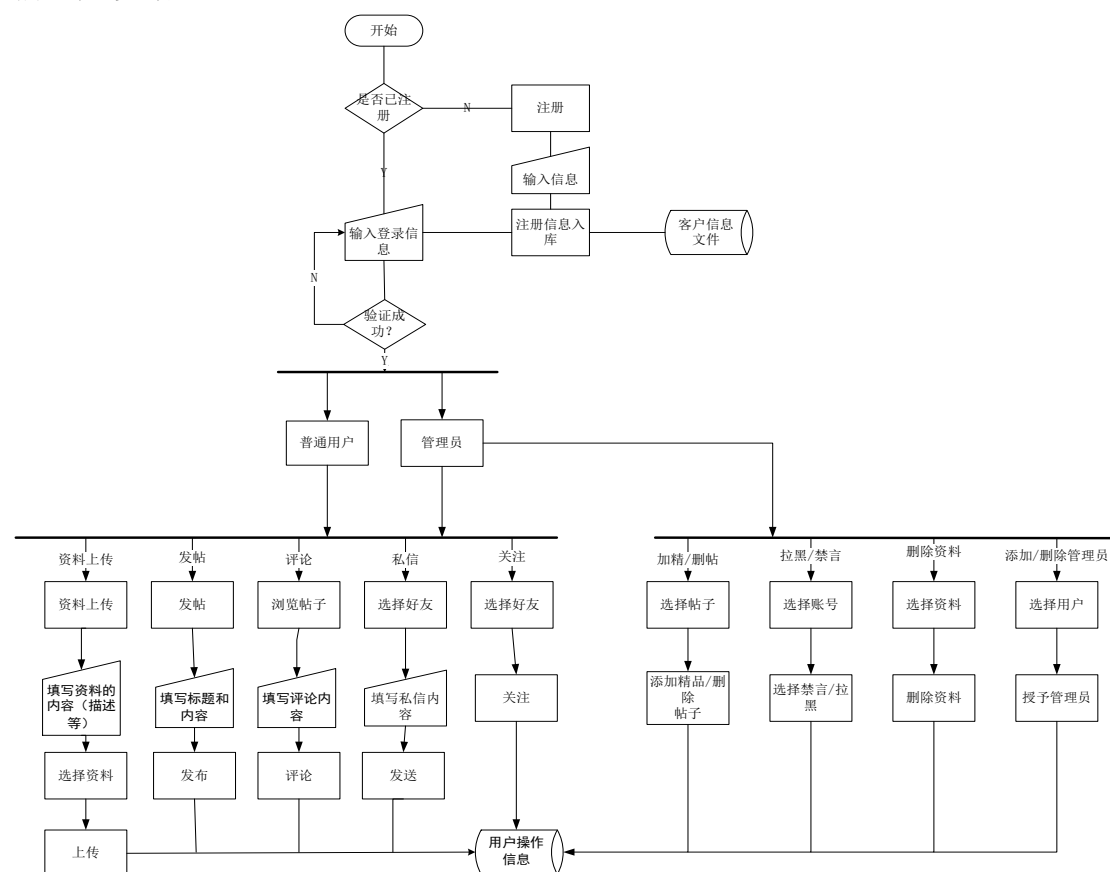 开始
是否已注
册
N
注册
Y
输入信息
输入登录信
息
注册信息入
库
客户信息
文件
N
验证成
功?
Y
普通用户
管理员
资料上传
发帖
评论
私信
关注
加精/删帖
拉黑/禁言
删除资料
添加/删除管理员
资料上传
发帖
浏览帖子
选择好友
选择好友
选择帖子
选择账号
选择资料
选择用户
填写资料的
内容（描述
等）
填写标题和
内容
填写评论内
容
填写私信内
容
关注
添加精品/删
除
帖子
选择禁言/拉
黑
删除资料
授予管理员
选择资料
发布
评论
发送
上传
用户操作
信息